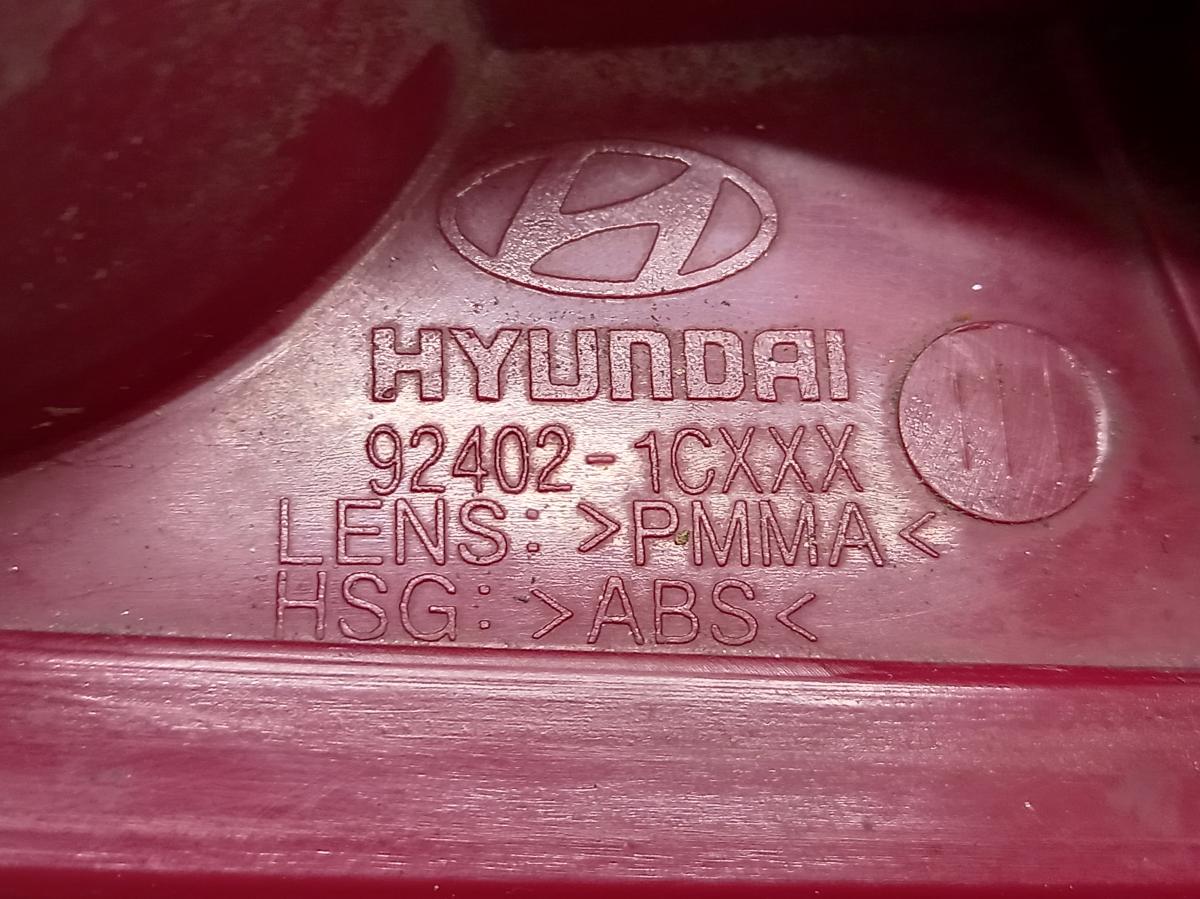 HYUNDAI
92402-1CXXX
LENS: >PMMA<
HSG: >ABS<